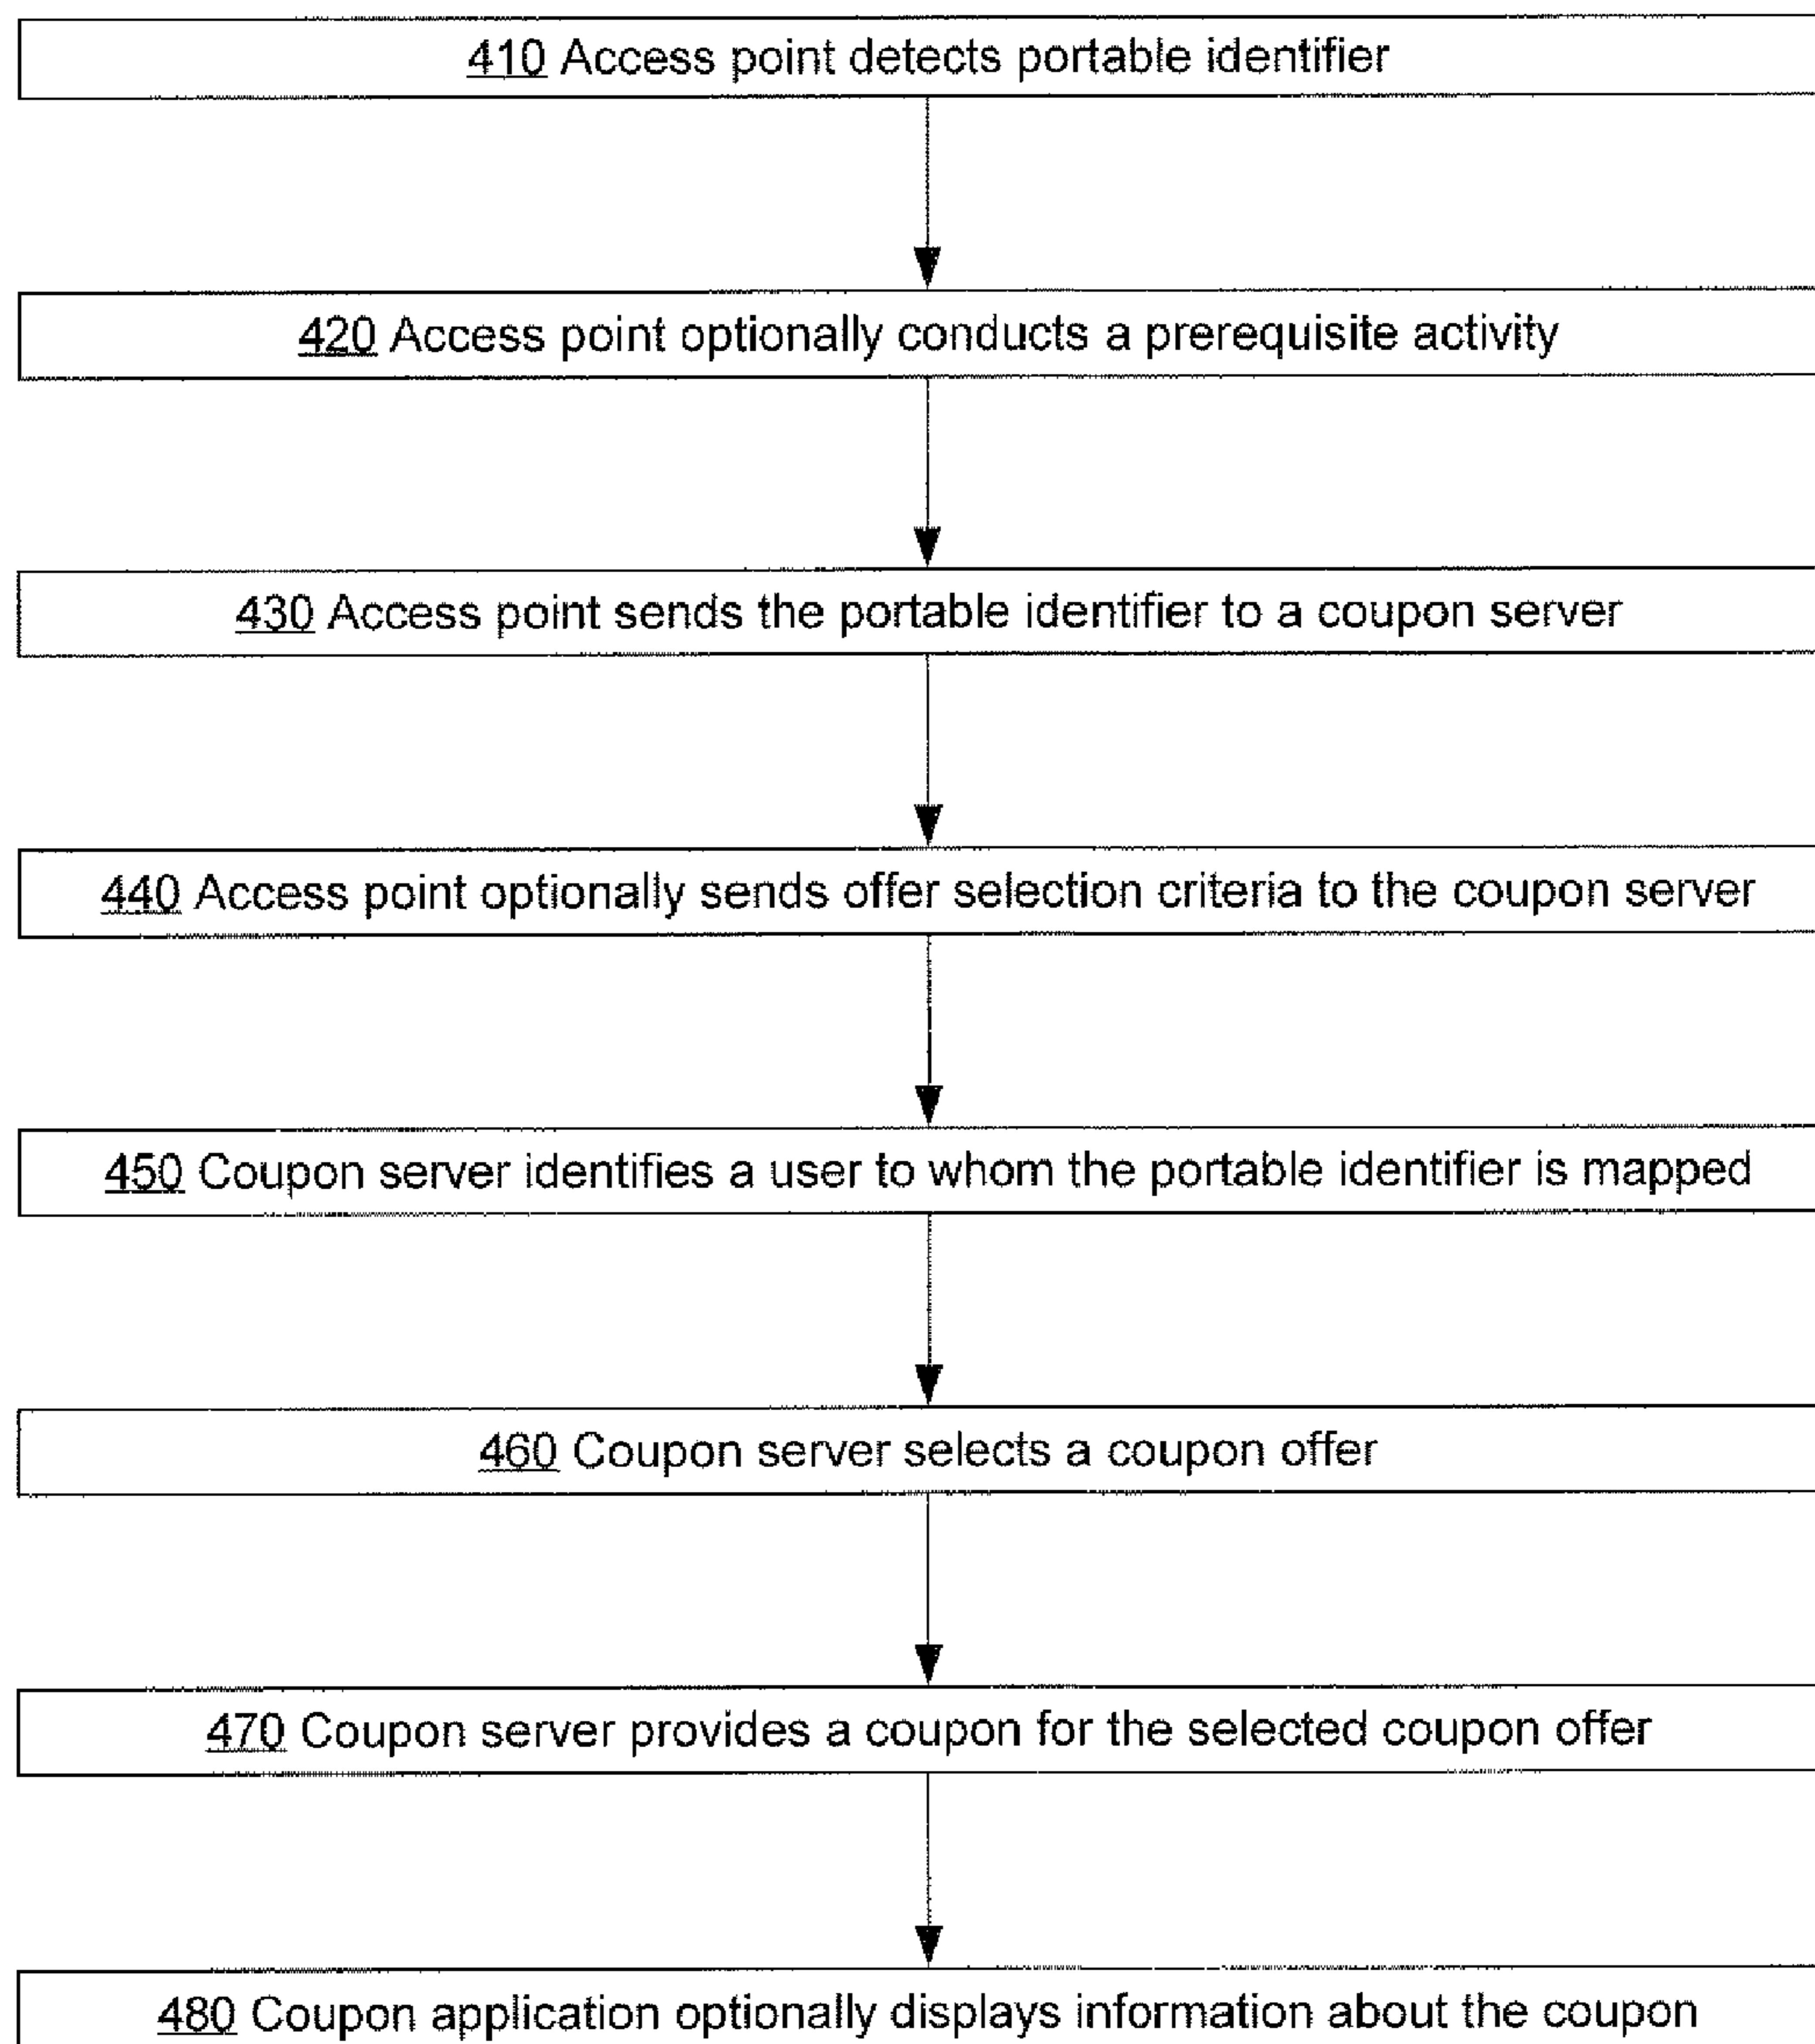 410 Access point detects portable identifier
420 Access point optionally conducts a prerequisite activity
430 Access point sends the portable identifier to a coupon server
440 Access point optionally sends offer selection criteria to the coupon server
450 Coupon server identifies a user to whom the portable identifier is mapped
460 Coupon server selects a coupon offer
470 Coupon server provides a coupon for the selected coupon offer
480 Coupon application optionally displays information about the coupon